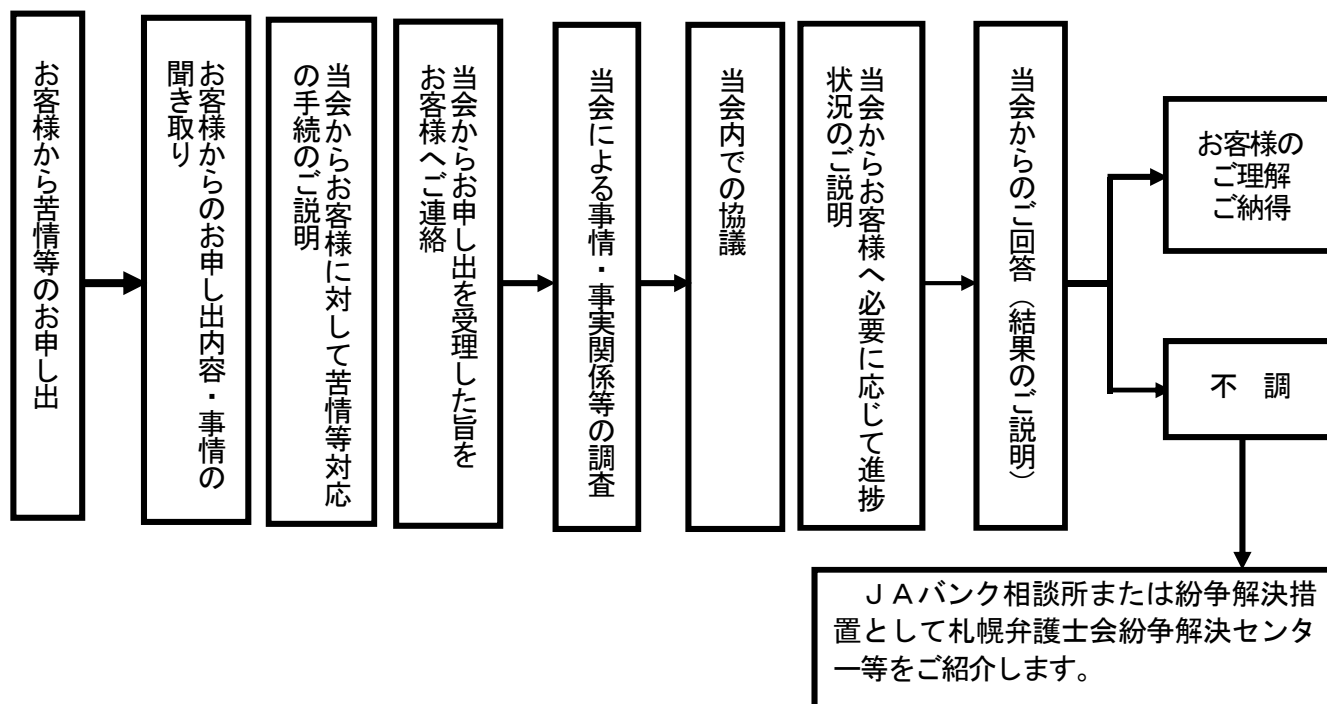 お客様から苦情等のお申し出
お客様からのお申し出内容・事情の
聞き取り
当会からお客様に対して苦情等対応
の手続のご説明
当会からお申し出を受理した旨を
お客様へご連絡
当会による事情・事実関係等の調査
当会内での協議
当会からお客様へ必要に応じて進捗
状況のご説明
当会からのご回答（結果のご説明）
お客様の
ご理解
ご納得
不　調
　ＪＡバンク相談所または紛争解決措
置として札幌弁護士会紛争解決センタ
ー等をご紹介します。